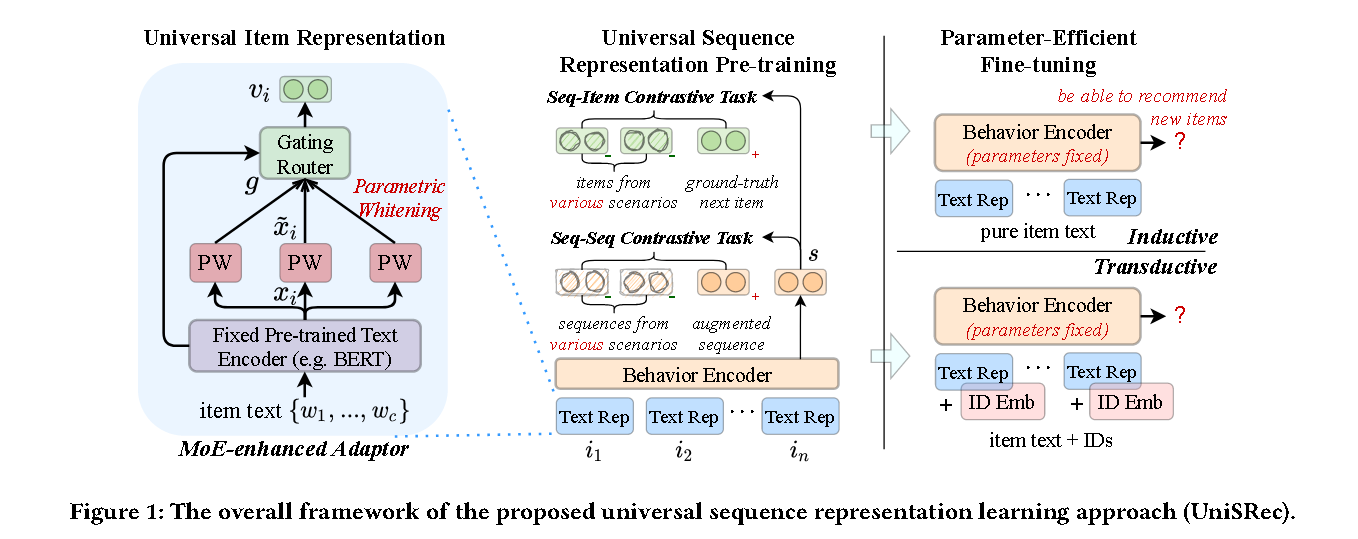 Universal Item Representation
v_i
Gating
Router
g
Parametric
Whitening
x̃_i
PW
PW
PW
x_i
Fixed Pre-trained Text
Encoder (e.g. BERT)
item text {w_1, ..., w_c}
MoE-enhanced Adaptor
Universal Sequence
Representation Pre-training
Seq-Item Contrastive Task
-
-
+
items from
various scenarios
ground-truth
next item
Seq-Seq Contrastive Task
s
-
-
+
sequences from
various scenarios
augmented
sequence
Behavior Encoder
Text Rep
Text Rep
...
Text Rep
i_1
i_2
i_n
Parameter-Efficient
Fine-tuning
be able to recommend
new items
Behavior Encoder
(parameters fixed)
?
Text Rep
...
Text Rep
pure item text
Inductive
Transductive
Behavior Encoder
(parameters fixed)
?
Text Rep
...
Text Rep
+ ID Emb
+ ID Emb
item text + IDs
Figure 1: The overall framework of the proposed universal sequence representation learning approach (UniSRec).